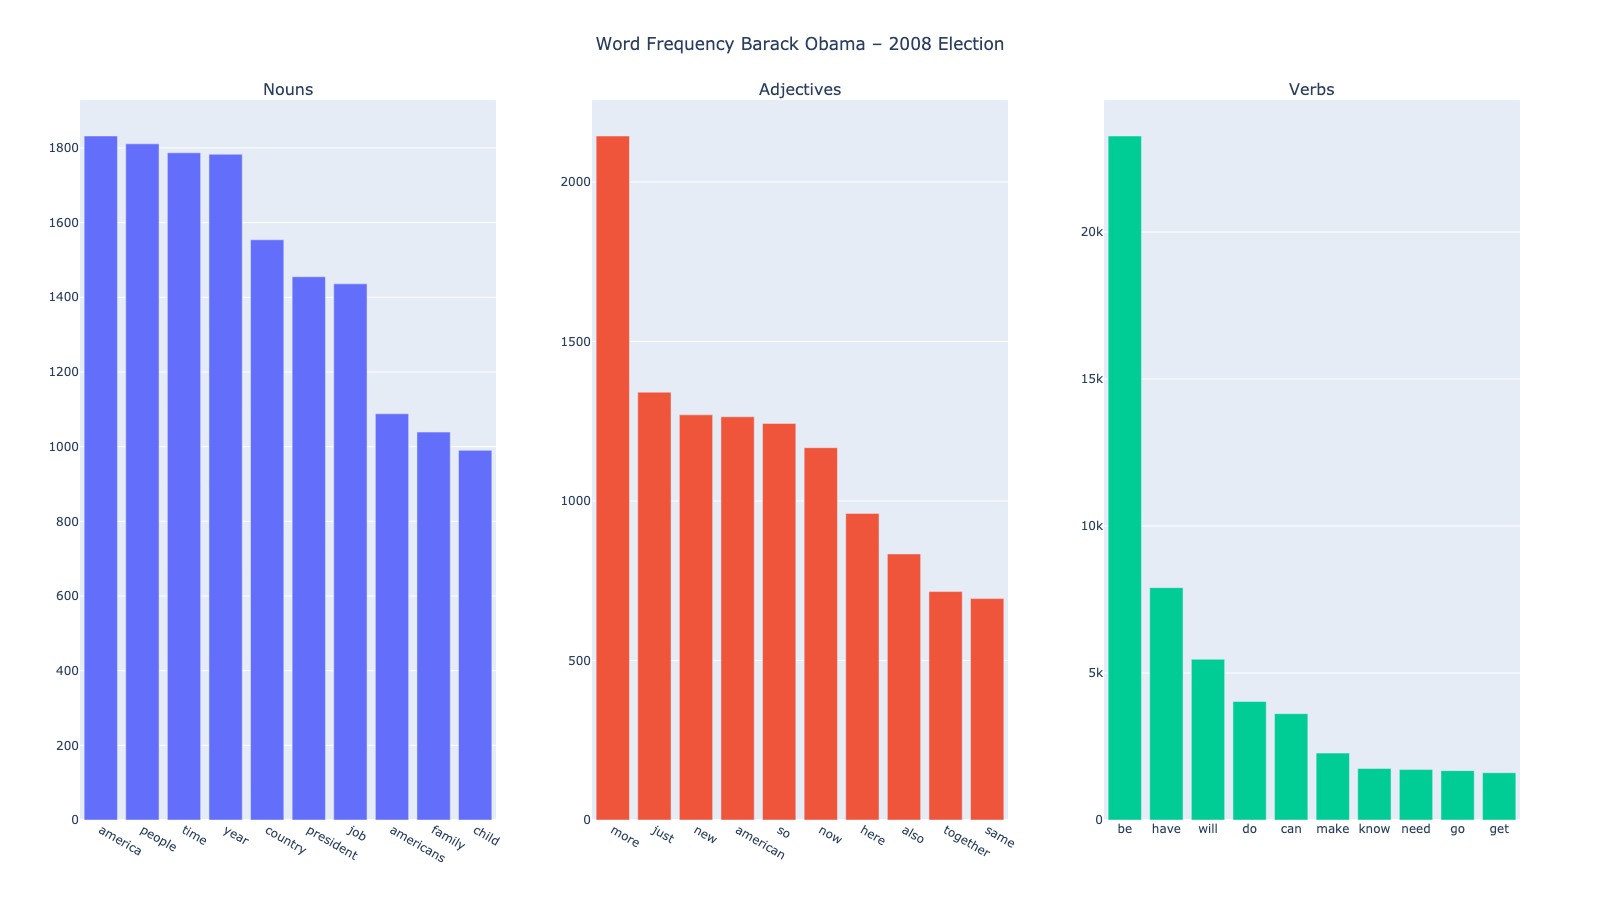 Word Frequency Barack Obama – 2008 Election
Nouns
1800
1600
1400
1200
1000
800
600
400
200
0
america
people
time
year
country
president
job
americans
family
child
Adjectives
2000
1500
1000
500
0
more
just
new
american
so
now
here
also
together
same
Verbs
20k
15k
10k
5k
0
be
have
will
do
can
make
know
need
go
get